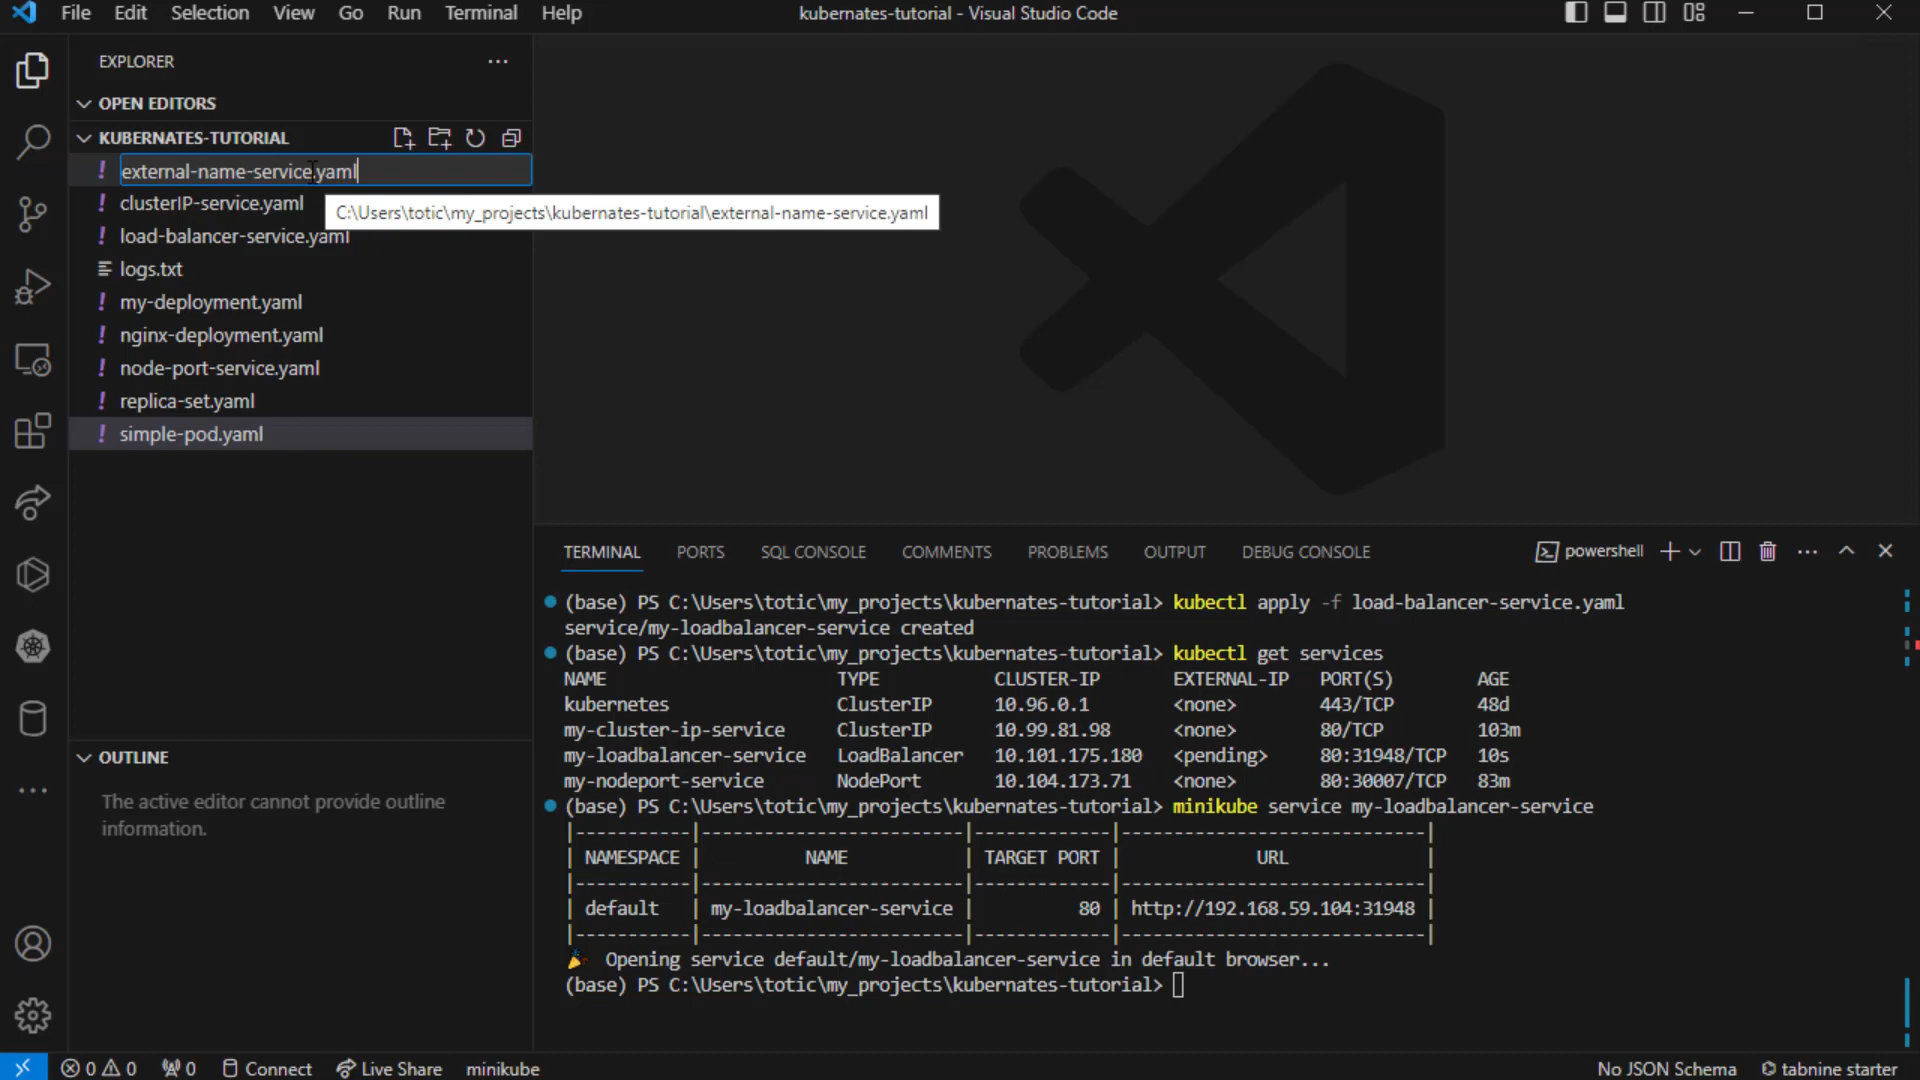 File Edit Selection View Go Run Terminal Help
kubernates-tutorial - Visual Studio Code
EXPLORER
OPEN EDITORS
KUBERNATES-TUTORIAL
! external-name-service.yaml
! clusterIP-service.yaml
C:\Users\totic\my_projects\kubernates-tutorial\external-name-service.yaml
! load-balancer-service.yaml
logs.txt
! my-deployment.yaml
! nginx-deployment.yaml
! node-port-service.yaml
! replica-set.yaml
! simple-pod.yaml
OUTLINE
The active editor cannot provide outline
information.
TERMINAL PORTS SQL CONSOLE COMMENTS PROBLEMS OUTPUT DEBUG CONSOLE
powershell
(base) PS C:\Users\totic\my_projects\kubernates-tutorial> kubectl apply -f load-balancer-service.yaml
service/my-loadbalancer-service created
(base) PS C:\Users\totic\my_projects\kubernates-tutorial> kubectl get services
NAME TYPE CLUSTER-IP EXTERNAL-IP PORT(S) AGE
kubernetes ClusterIP 10.96.0.1 <none> 443/TCP 48d
my-cluster-ip-service ClusterIP 10.99.81.98 <none> 80/TCP 103m
my-loadbalancer-service LoadBalancer 10.101.175.180 <pending> 80:31948/TCP 10s
my-nodeport-service NodePort 10.104.173.71 <none> 80:30007/TCP 83m
(base) PS C:\Users\totic\my_projects\kubernates-tutorial> minikube service my-loadbalancer-service
|-----------|-------------------------|-------------|-----------------------------|
| NAMESPACE | NAME | TARGET PORT | URL |
|-----------|-------------------------|-------------|-----------------------------|
| default | my-loadbalancer-service | 80 | http://192.168.59.104:31948 |
|-----------|-------------------------|-------------|-----------------------------|
🎉 Opening service default/my-loadbalancer-service in default browser...
(base) PS C:\Users\totic\my_projects\kubernates-tutorial>
0 0 0 Connect Live Share minikube
No JSON Schema tabnine starter